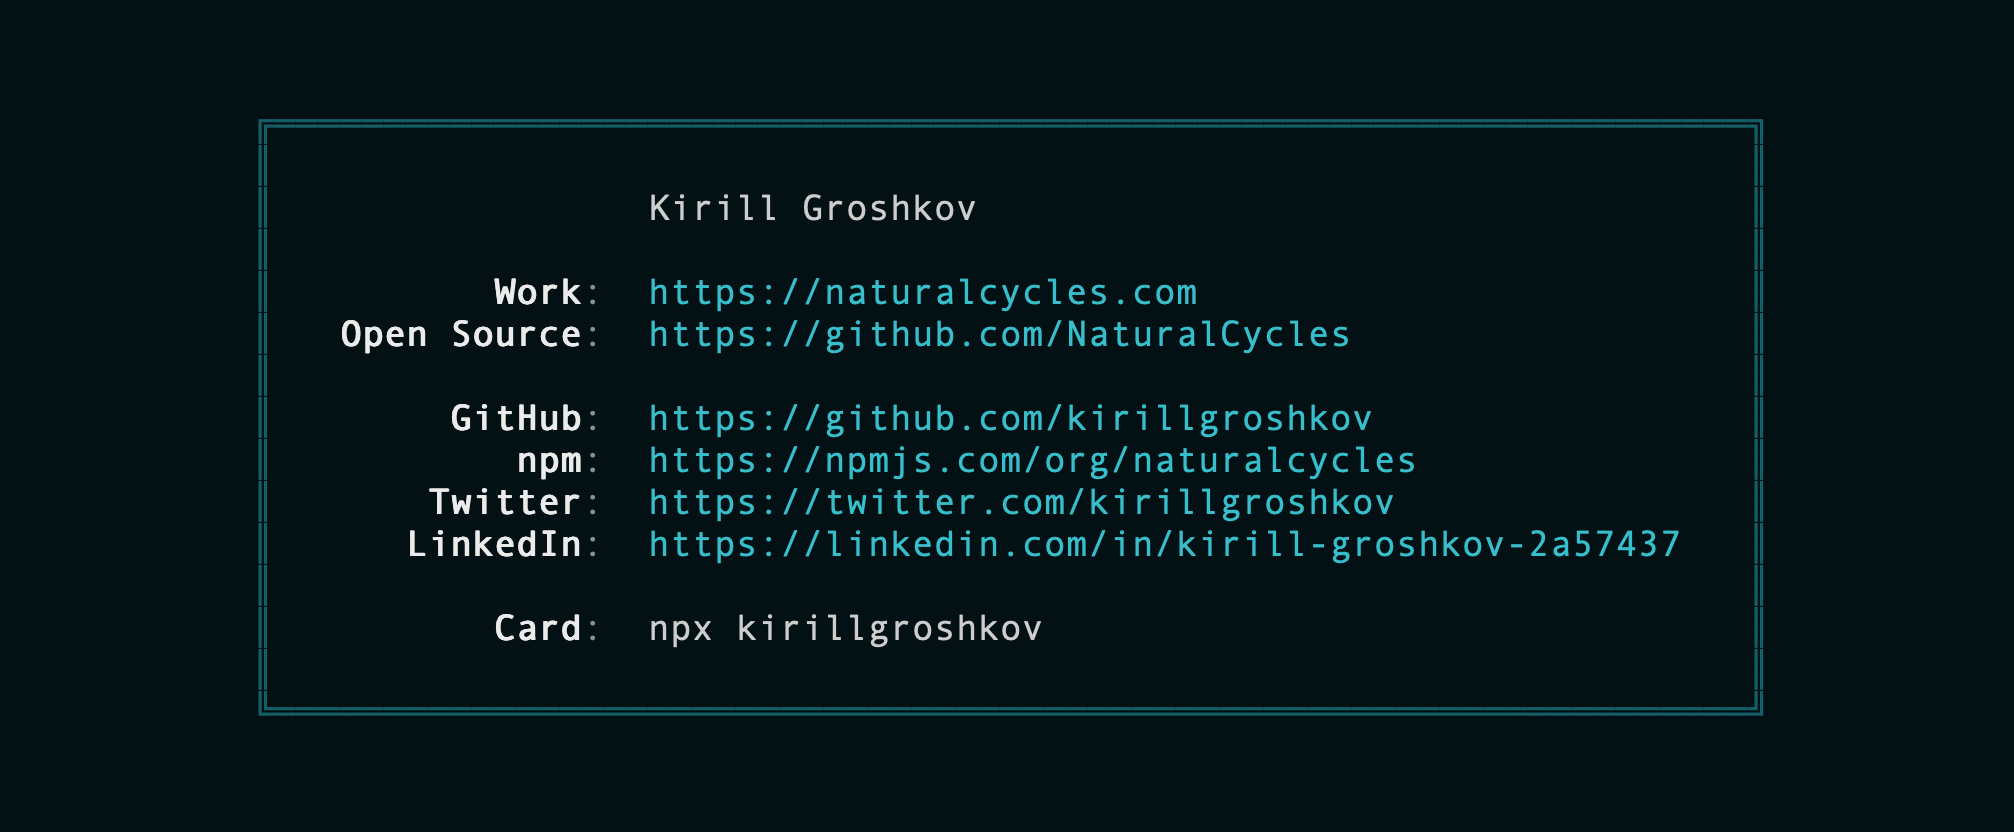 Kirill Groshkov
Work: https://naturalcycles.com
Open Source: https://github.com/NaturalCycles
GitHub: https://github.com/kirillgroshkov
npm: https://npmjs.com/org/naturalcycles
Twitter: https://twitter.com/kirillgroshkov
LinkedIn: https://linkedin.com/in/kirill-groshkov-2a57437
Card: npx kirillgroshkov